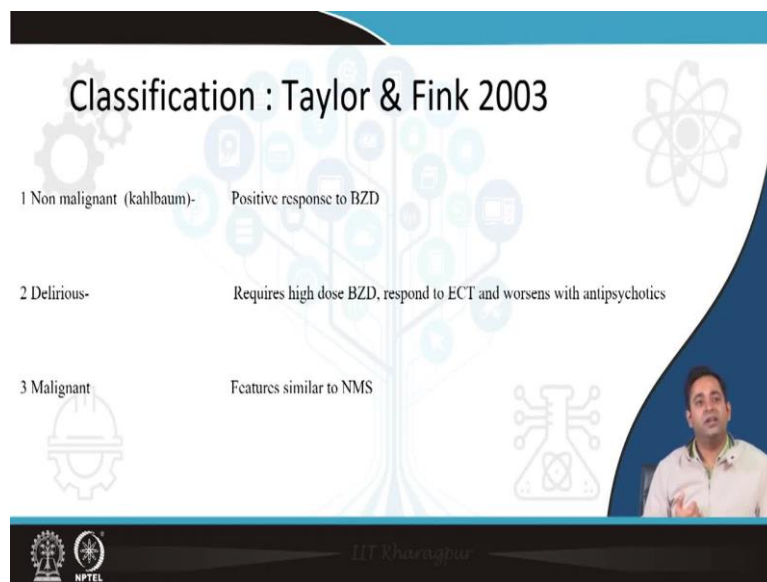 Classification : Taylor & Fink 2003
1 Non malignant (kahlbaum)- Positive response to BZD
2 Delirious- Requires high dose BZD, respond to ECT and worsens with antipsychotics
3 Malignant Features similar to NMS
IIT Kharagpur
NPTEL